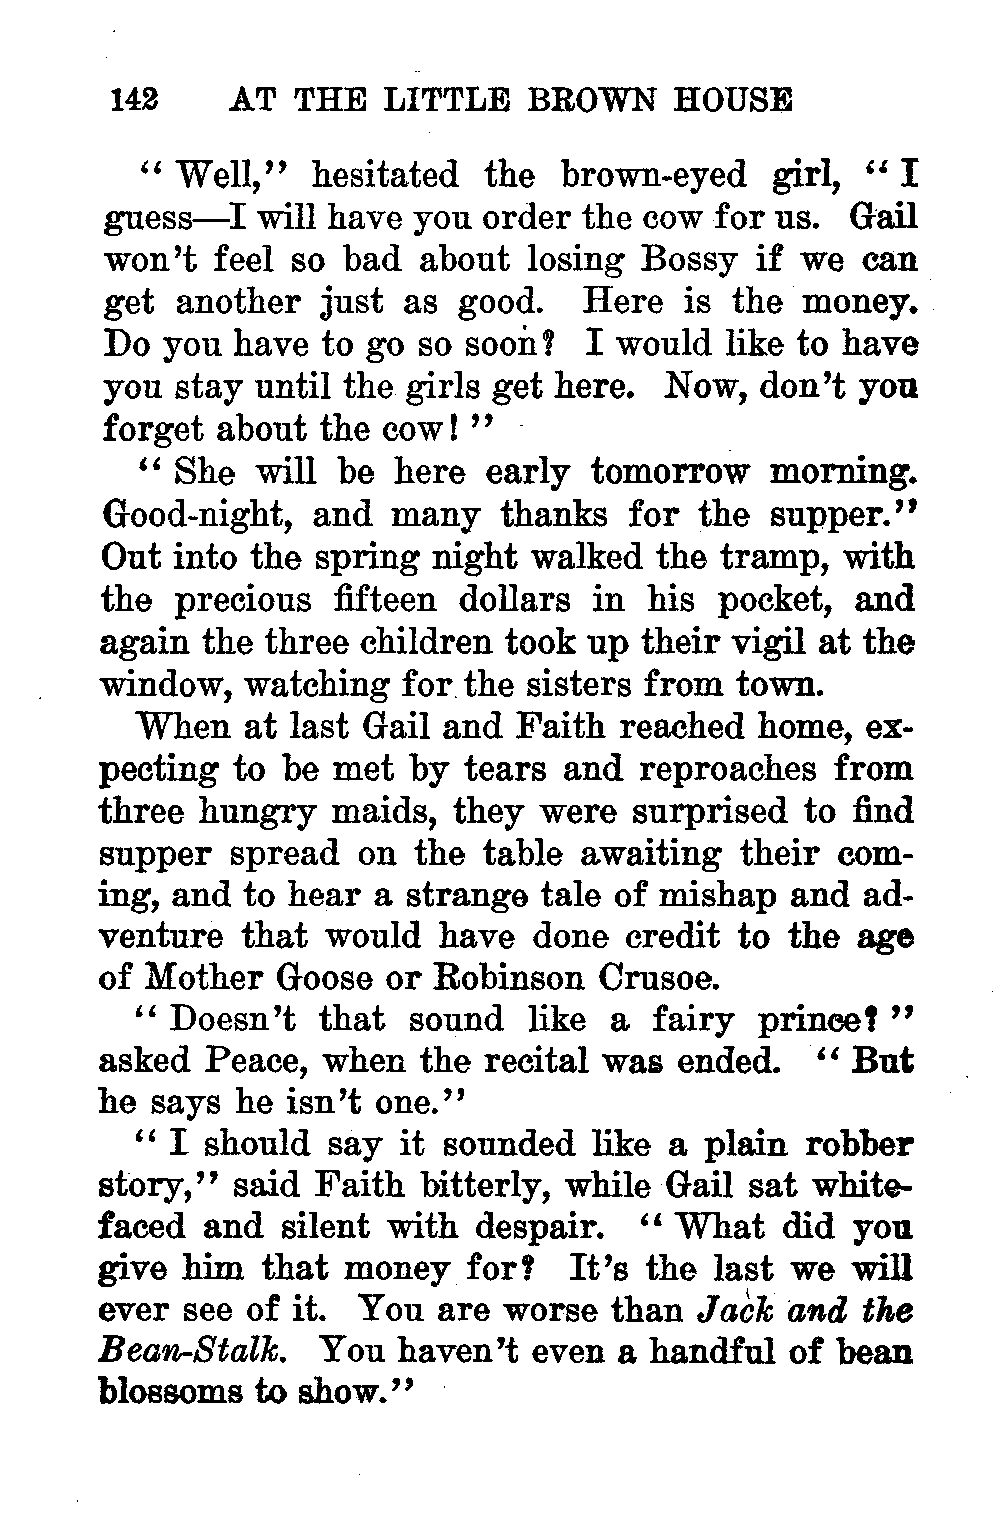 142 AT THE LITTLE BROWN HOUSE
“ Well,” hesitated the brown-eyed girl, “ I
guess—I will have you order the cow for us. Gail
won’t feel so bad about losing Bossy if we can
get another just as good. Here is the money.
Do you have to go so soon? I would like to have
you stay until the girls get here. Now, don’t you
forget about the cow! ”
“ She will be here early tomorrow morning.
Good-night, and many thanks for the supper.”
Out into the spring night walked the tramp, with
the precious fifteen dollars in his pocket, and
again the three children took up their vigil at the
window, watching for the sisters from town.
When at last Gail and Faith reached home, ex-
pecting to be met by tears and reproaches from
three hungry maids, they were surprised to find
supper spread on the table awaiting their com-
ing, and to hear a strange tale of mishap and ad-
venture that would have done credit to the age
of Mother Goose or Robinson Crusoe.
“ Doesn’t that sound like a fairy prince? ”
asked Peace, when the recital was ended. “ But
he says he isn’t one.”
“ I should say it sounded like a plain robber
story,” said Faith bitterly, while Gail sat white-
faced and silent with despair. “ What did you
give him that money for? It’s the last we will
ever see of it. You are worse than Jack and the
Bean-Stalk. You haven’t even a handful of bean
blossoms to show.”